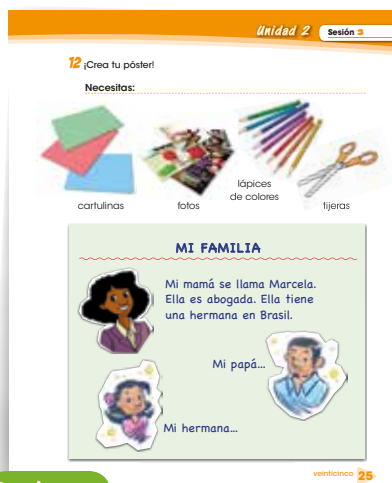 Unidad 2
Sesión 3
12 ¡Crea tu póster!
Necesitas:
cartulinas
fotos
lápices
de colores
tijeras
MI FAMILIA
Mi mamá se llama Marcela.
Ella es abogada. Ella tiene
una hermana en Brasil.
Mi papá...
Mi hermana...
veinticinco 25